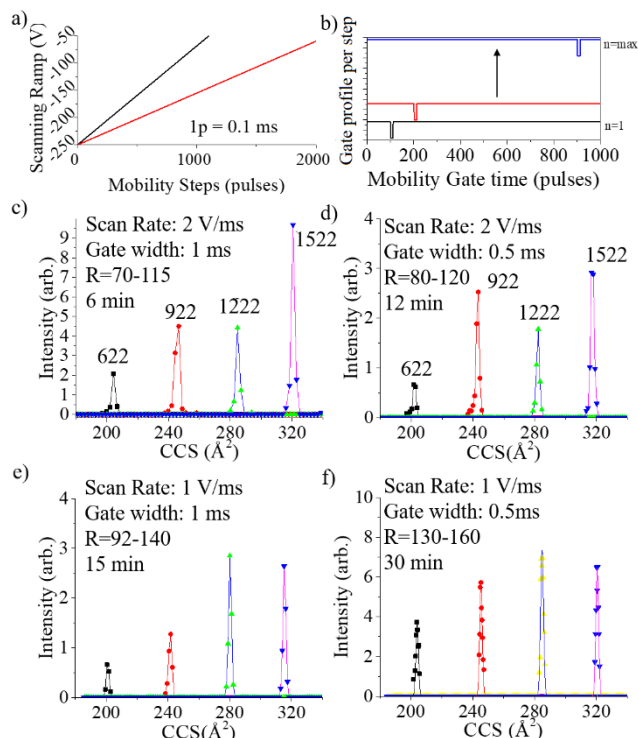 a)
Scanning Ramp (V)
-50
-100
-150
-200
-250
1p = 0.1 ms
0
1000
2000
Mobility Steps (pulses)
b)
Gate profile per step
n=max
n=1
0 200 400 600 800 1000
Mobility Gate time (pulses)
c)
Scan Rate: 2 V/ms
Gate width: 1 ms
R=70-115
6 min
622
922
1222
1522
Intensity (arb.)
9
8
7
6
5
4
3
2
1
0
200 240 280 320
CCS (Å²)
d)
Scan Rate: 2 V/ms
Gate width: 0.5 ms
R=80-120
12 min
622
922
1222
1522
Intensity (arb.)
4
3
2
1
0
200 240 280 320
CCS(Å²)
e)
Scan Rate: 1 V/ms
Gate width: 1 ms
R=92-140
15 min
Intensity (arb.)
4
3
2
1
0
200 240 280 320
CCS(Å²)
f)
Scan Rate: 1 V/ms
Gate width: 0.5ms
R=130-160
30 min
Intensity (arb.)
10
8
6
4
2
0
200 240 280 320
CCS (Å²)